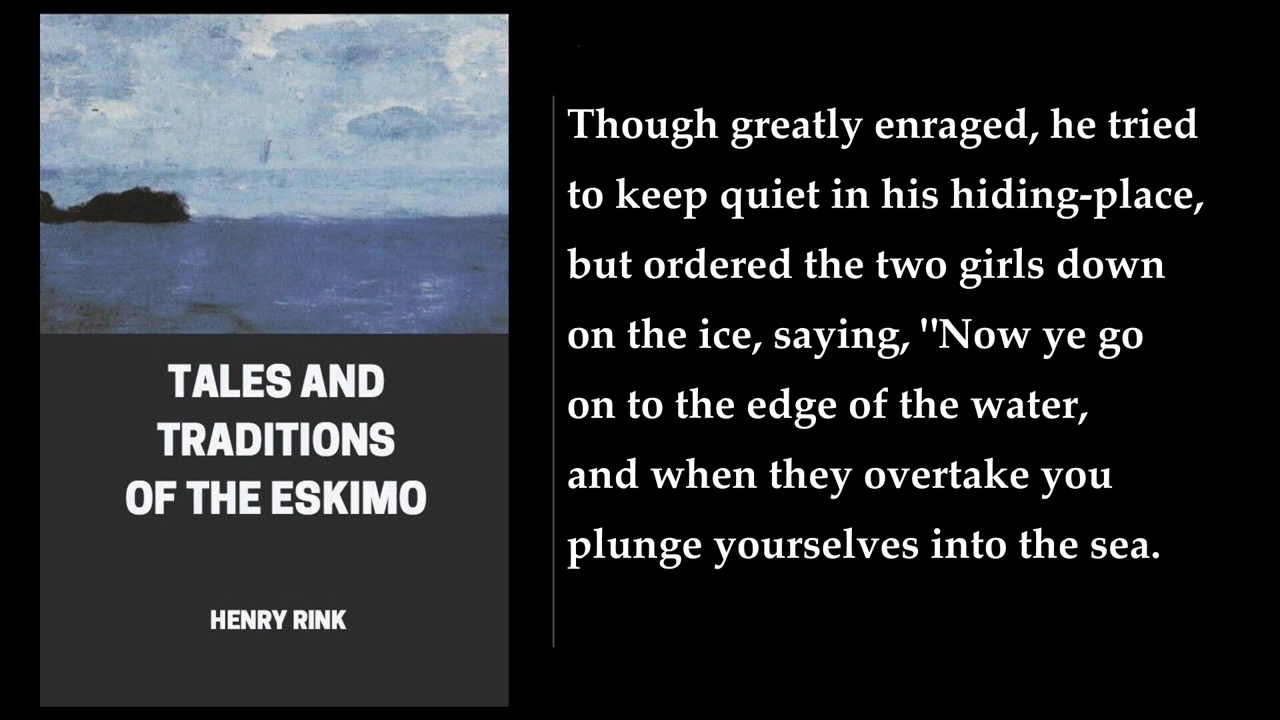 TALES AND
TRADITIONS
OF THE ESKIMO
HENRY RINK
Though greatly enraged, he tried
to keep quiet in his hiding-place,
but ordered the two girls down
on the ice, saying, "Now ye go
on to the edge of the water,
and when they overtake you
plunge yourselves into the sea.